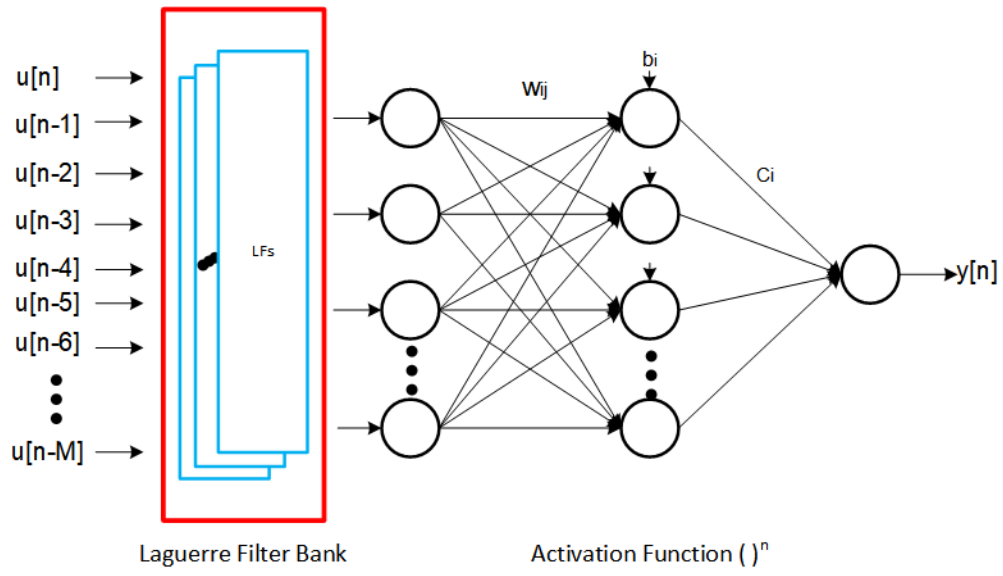 u[n]
u[n-1]
u[n-2]
u[n-3]
u[n-4]
u[n-5]
u[n-6]
u[n-M]
LFs
Wij
bi
Ci
y[n]
Laguerre Filter Bank
Activation Function ( )ⁿ